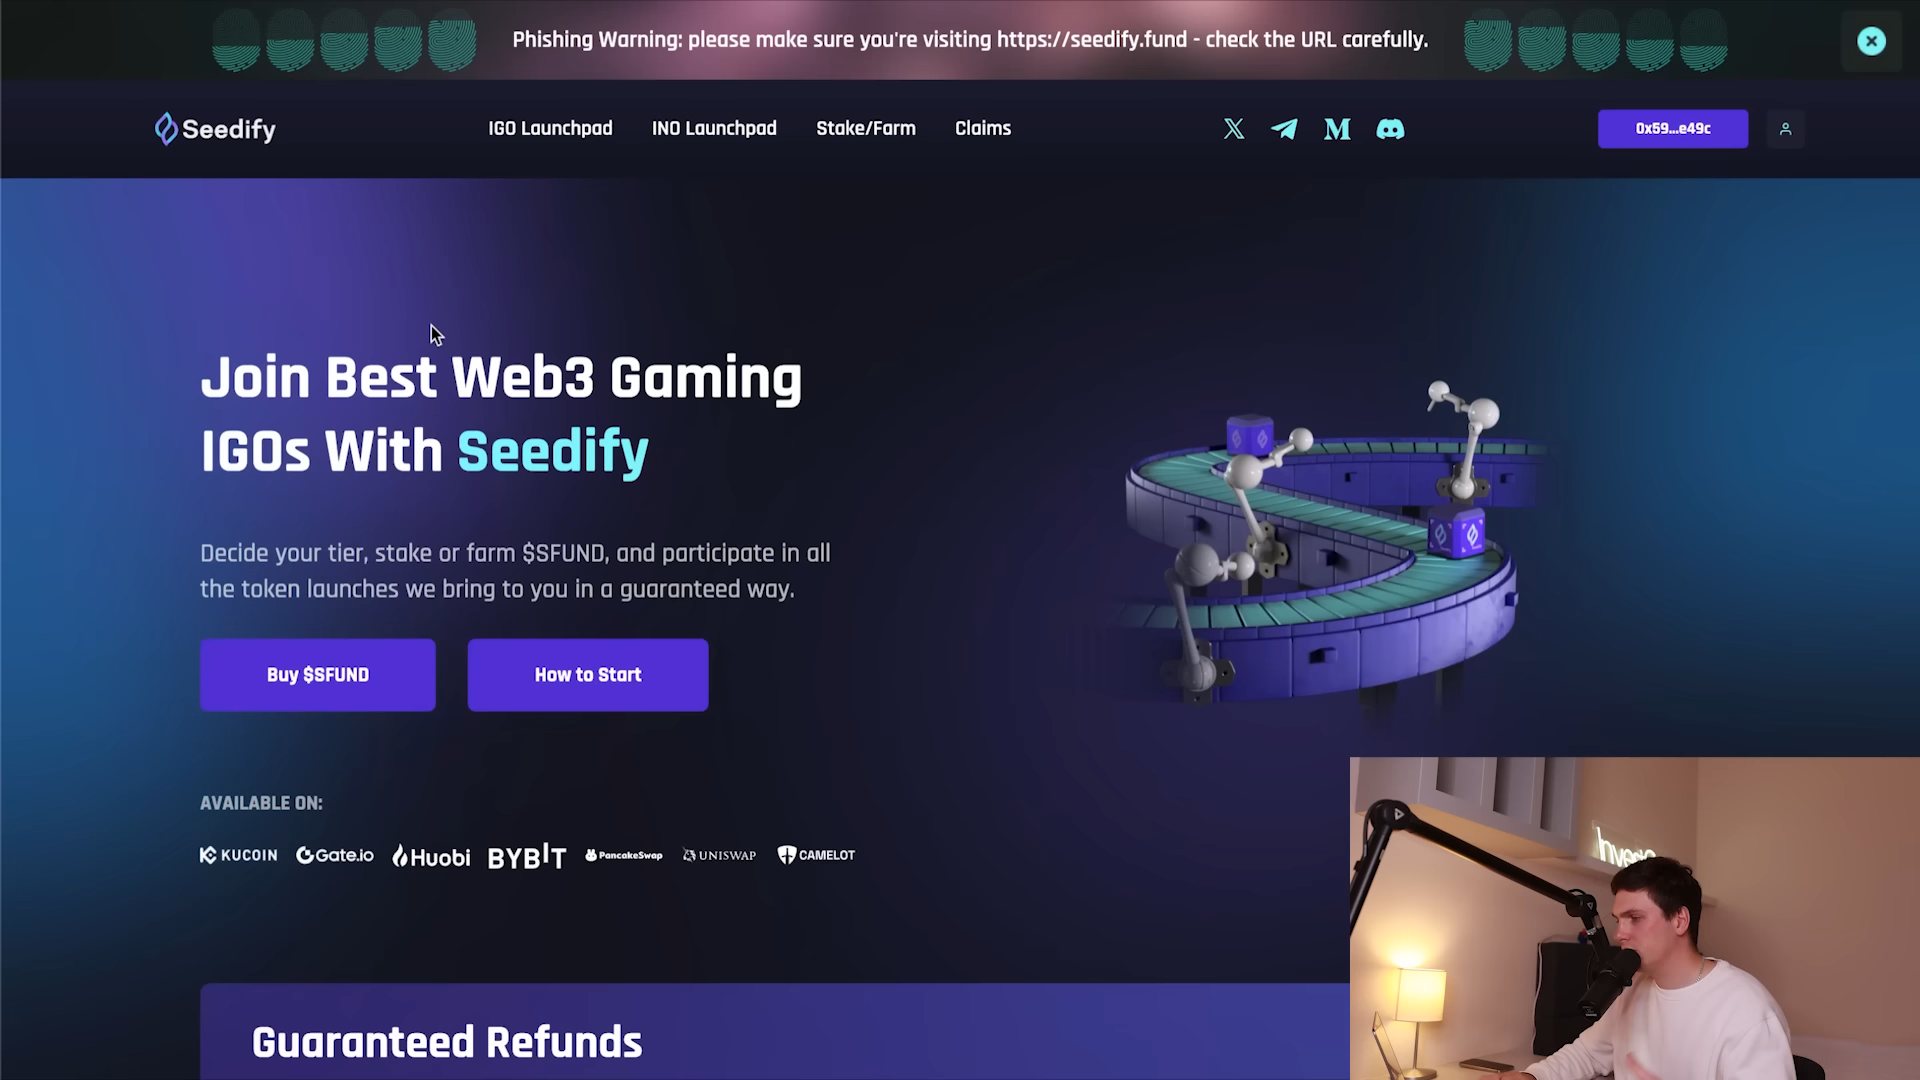 Phishing Warning: please make sure you're visiting https://seedify.fund - check the URL carefully.
Seedify
IGO Launchpad
INO Launchpad
Stake/Farm
Claims
0x59...e49c
Join Best Web3 Gaming
IGOs With Seedify
Decide your tier, stake or farm $SFUND, and participate in all
the token launches we bring to you in a guaranteed way.
Buy $SFUND
How to Start
AVAILABLE ON:
KUCOIN
Gate.io
Huobi
BYBIT
PancakeSwap
UNISWAP
CAMELOT
Guaranteed Refunds